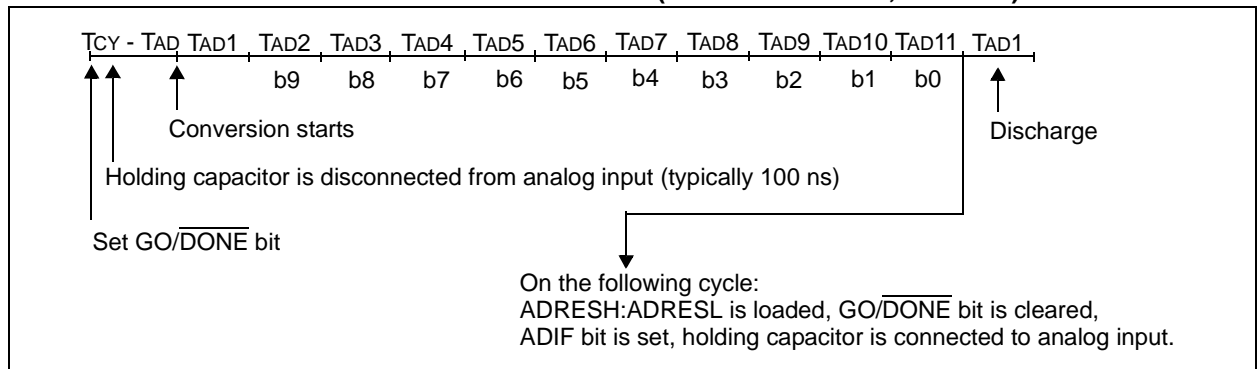 TCY - TAD TAD1 TAD2 TAD3 TAD4 TAD5 TAD6 TAD7 TAD8 TAD9 TAD10 TAD11 TAD1
b9 b8 b7 b6 b5 b4 b3 b2 b1 b0
Conversion starts
Discharge
Holding capacitor is disconnected from analog input (typically 100 ns)
Set GO/DONE bit
On the following cycle:
ADRESH:ADRESL is loaded, GO/DONE bit is cleared,
ADIF bit is set, holding capacitor is connected to analog input.